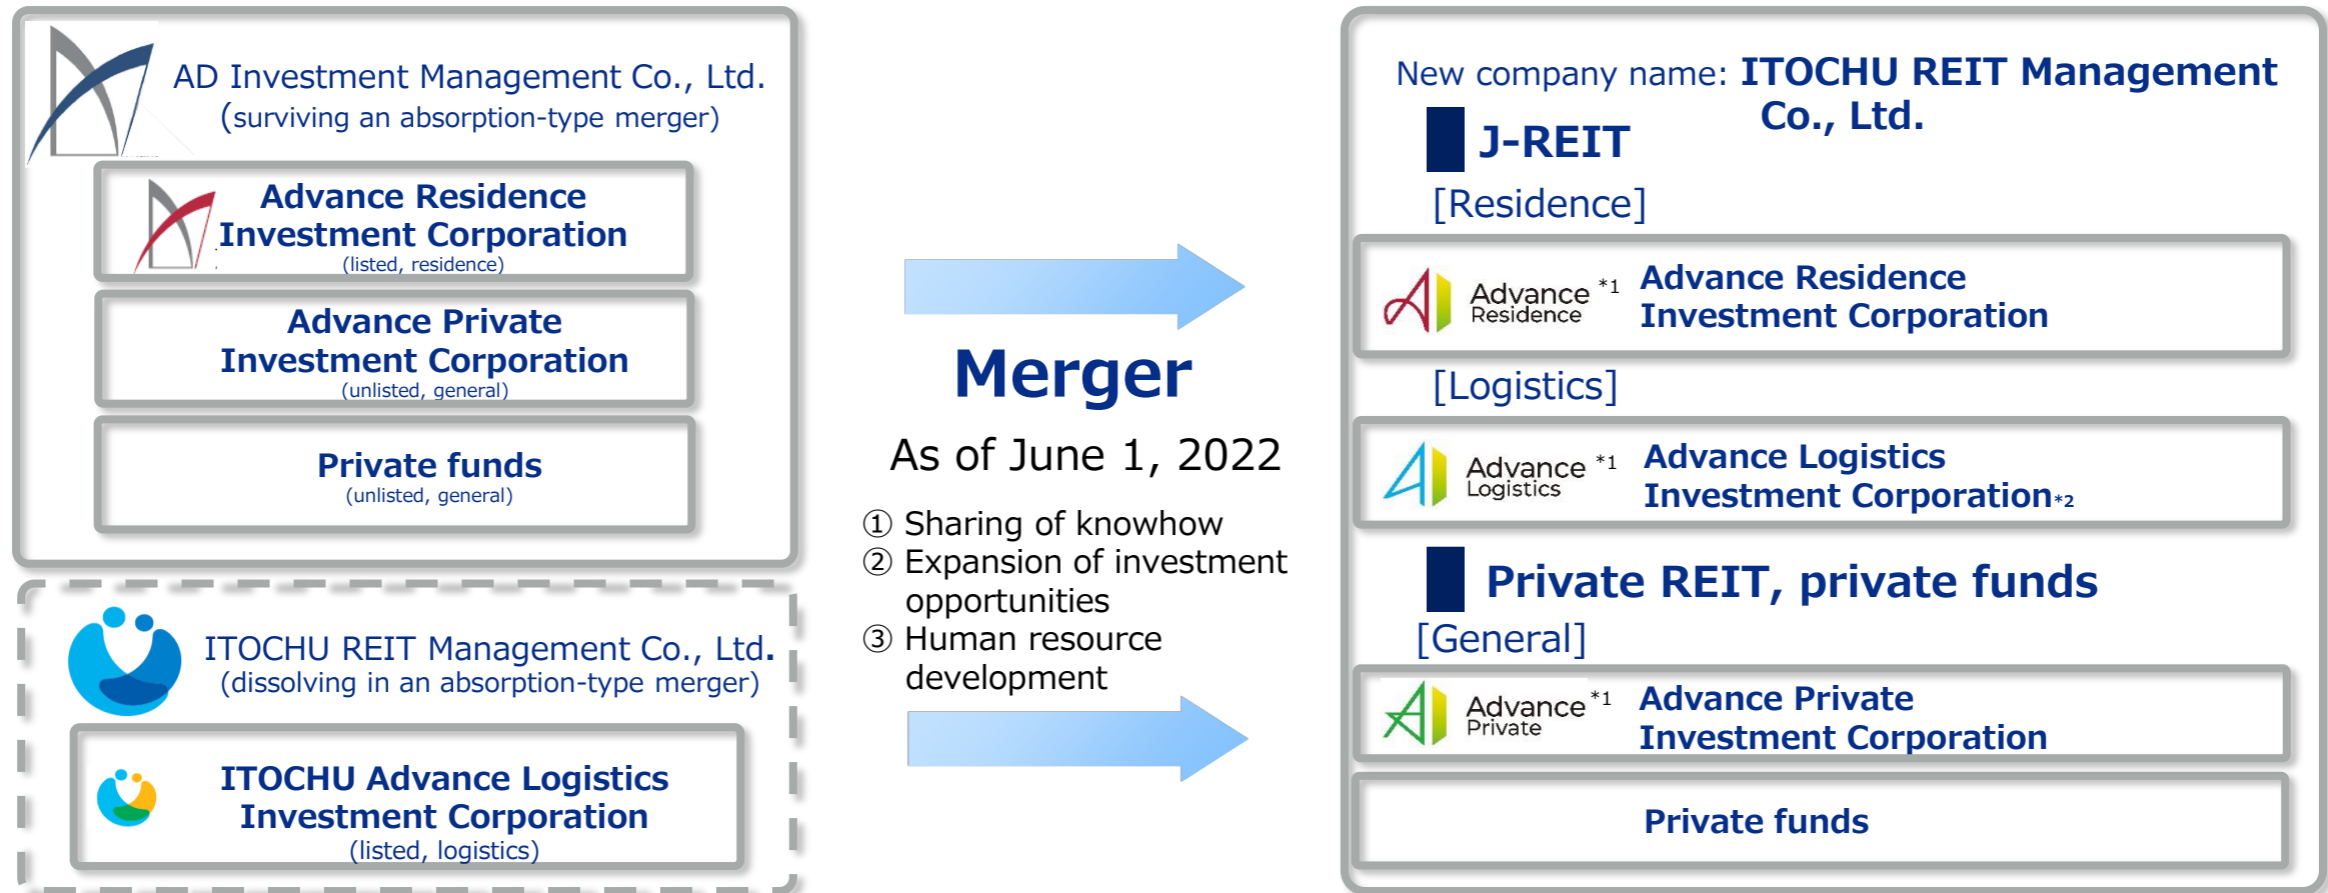 AD Investment Management Co., Ltd.
(surviving an absorption-type merger)
Advance Residence
Investment Corporation
(listed, residence)
Advance Private
Investment Corporation
(unlisted, general)
Private funds
(unlisted, general)
ITOCHU REIT Management Co., Ltd.
(dissolving in an absorption-type merger)
ITOCHU Advance Logistics
Investment Corporation
(listed, logistics)
Merger
As of June 1, 2022
① Sharing of knowhow
② Expansion of investment
opportunities
③ Human resource
development
New company name: ITOCHU REIT Management
Co., Ltd.
J-REIT
[Residence]
Advance *1
Residence
Advance Residence
Investment Corporation
[Logistics]
Advance *1
Logistics
Advance Logistics
Investment Corporation*2
Private REIT, private funds
[General]
Advance *1
Private
Advance Private
Investment Corporation
Private funds